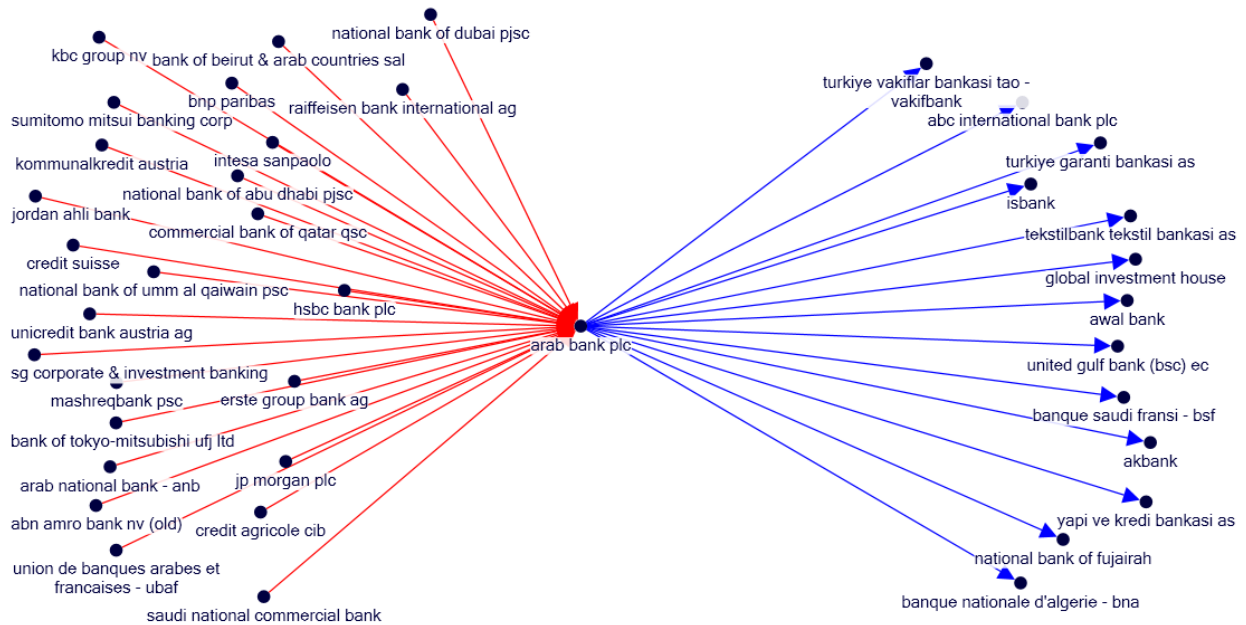 national bank of dubai pjsc
kbc group nv
bank of beirut & arab countries sal
bnp paribas
raiffeisen bank international ag
sumitomo mitsui banking corp
kommunalkredit austria
intesa sanpaolo
national bank of abu dhabi pjsc
jordan ahli bank
commercial bank of qatar qsc
credit suisse
national bank of umm al qaiwain psc
hsbc bank plc
unicredit bank austria ag
arab bank plc
sg corporate & investment banking
mashreqbank psc
erste group bank ag
bank of tokyo-mitsubishi ufj ltd
arab national bank - anb
jp morgan plc
abn amro bank nv (old)
credit agricole cib
union de banques arabes et
francaises - ubaf
saudi national commercial bank
turkiye vakiflar bankasi tao -
vakifbank
abc international bank plc
turkiye garanti bankasi as
isbank
tekstilbank tekstil bankasi as
global investment house
awal bank
united gulf bank (bsc) ec
banque saudi fransi - bsf
akbank
yapi ve kredi bankasi as
national bank of fujairah
banque nationale d'algerie - bna